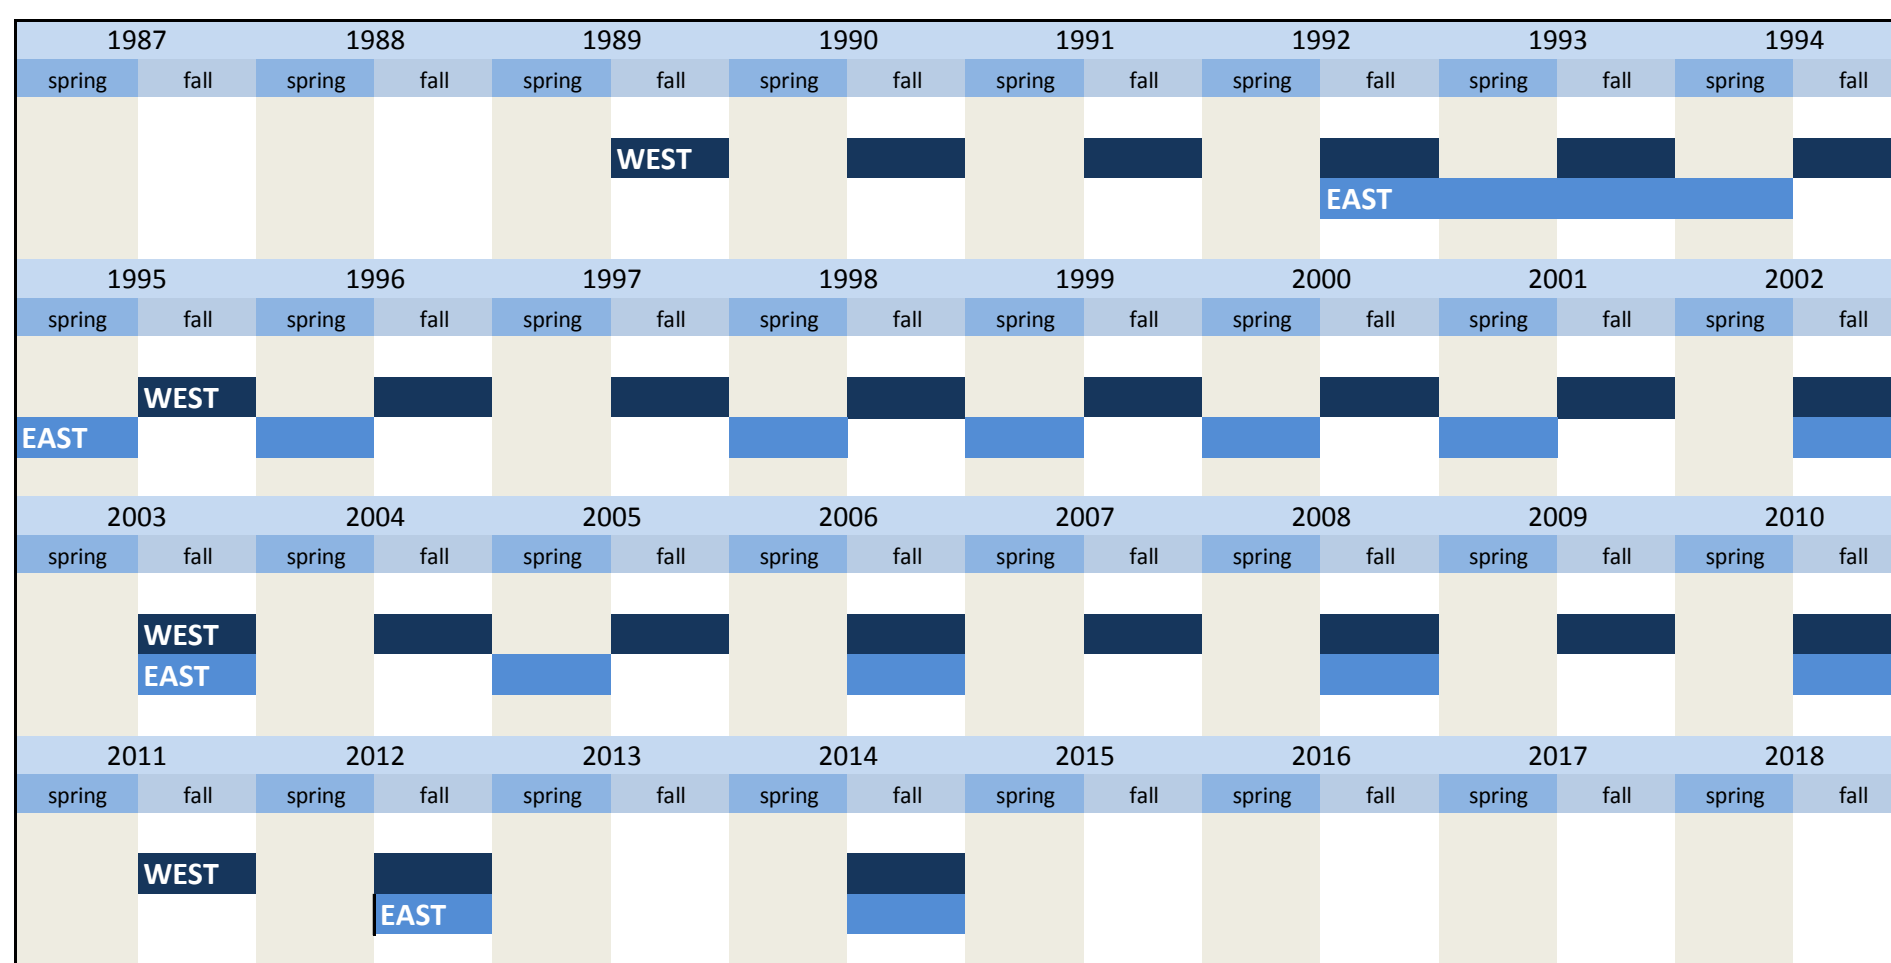 1987 1988 1989 1990 1991 1992 1993 1994
spring fall spring fall spring fall spring fall spring fall spring fall spring fall spring fall
WEST
EAST
1995 1996 1997 1998 1999 2000 2001 2002
spring fall spring fall spring fall spring fall spring fall spring fall spring fall spring fall
WEST
EAST
2003 2004 2005 2006 2007 2008 2009 2010
spring fall spring fall spring fall spring fall spring fall spring fall spring fall spring fall
WEST
EAST
2011 2012 2013 2014 2015 2016 2017 2018
spring fall spring fall spring fall spring fall spring fall spring fall spring fall spring fall
WEST
EAST